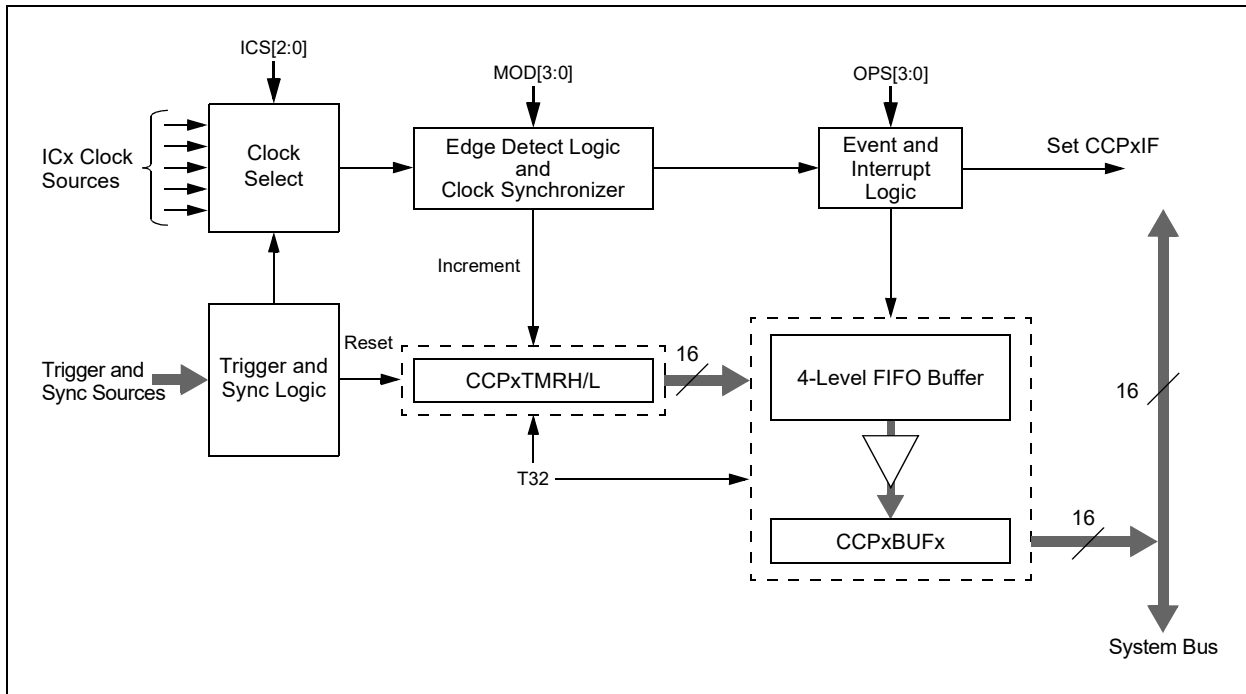 ICS[2:0]
MOD[3:0]
OPS[3:0]
ICx Clock
Sources
Clock
Select
Edge Detect Logic
and
Clock Synchronizer
Event and
Interrupt
Logic
Set CCPxIF
Increment
Trigger and
Sync Sources
Trigger and
Sync Logic
Reset
CCPxTMRH/L
16
4-Level FIFO Buffer
16
T32
CCPxBUFx
16
System Bus